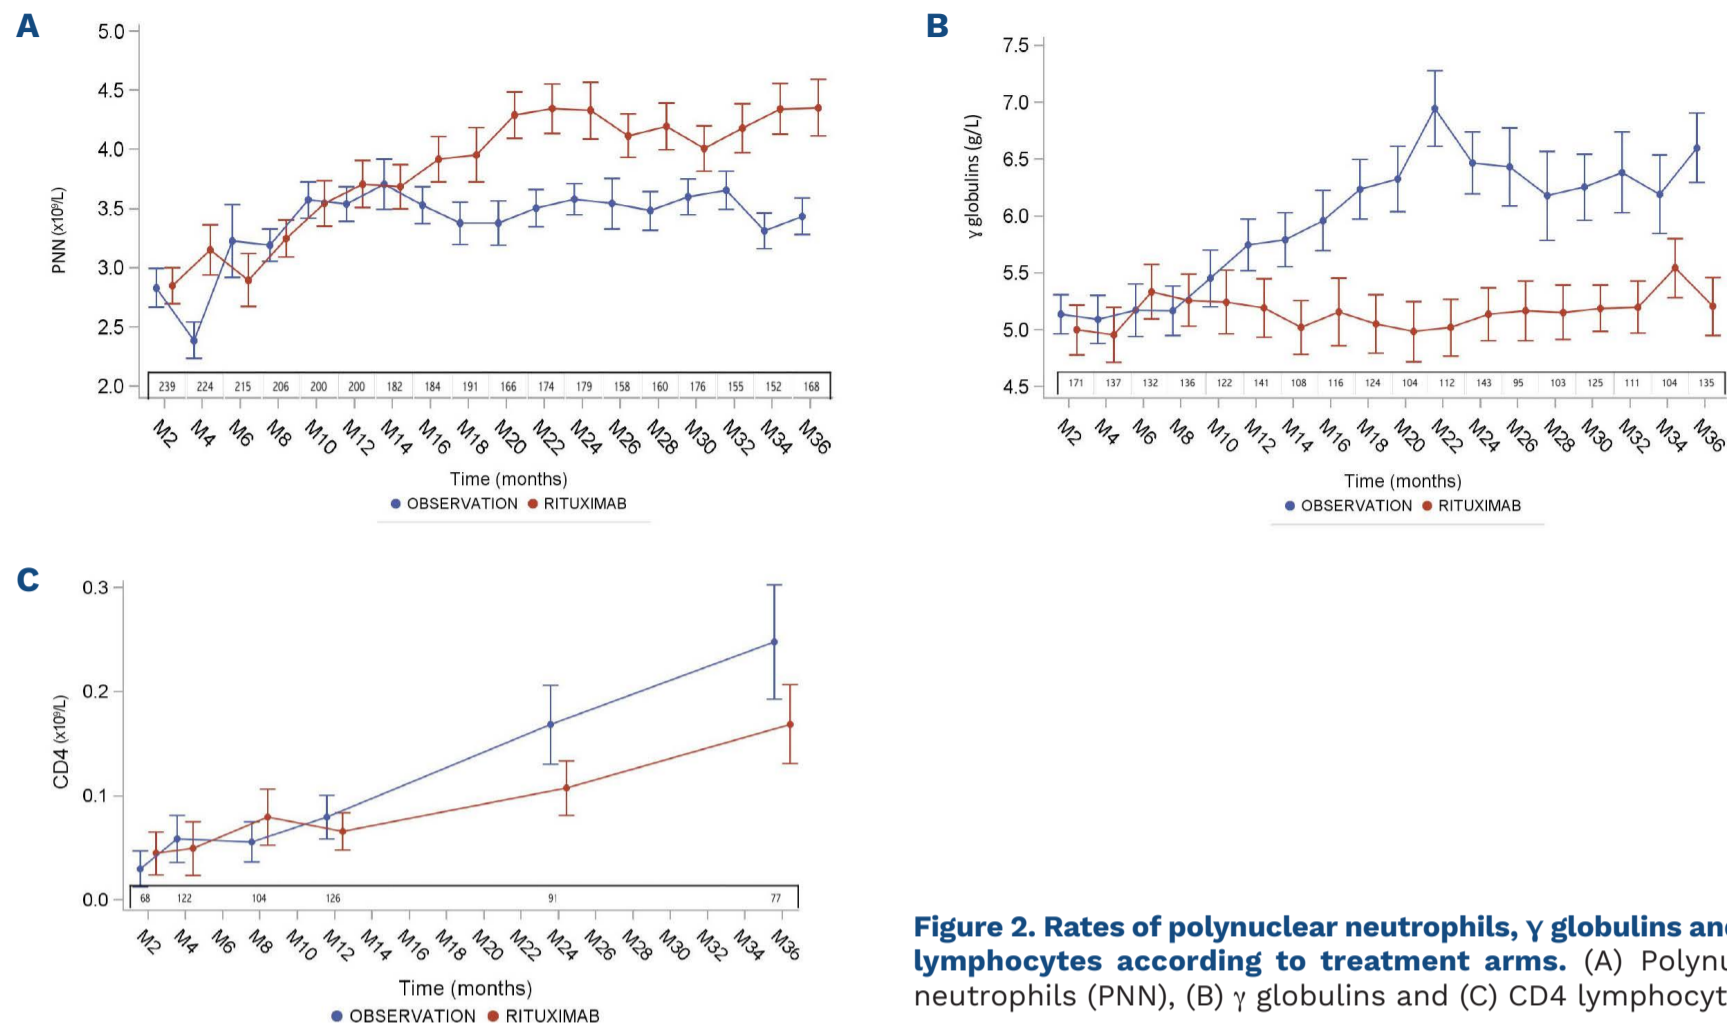 A
5.0
4.5
4.0
3.5
3.0
2.5
2.0
PNN (x10⁹/L)
239 224 215 206 200 200 182 184 191 166 174 179 158 160 176 155 152 168
M2 M4 M6 M8 M10 M12 M14 M16 M18 M20 M22 M24 M26 M28 M30 M32 M34 M36
Time (months)
OBSERVATION RITUXIMAB
B
7.5
7.0
6.5
6.0
5.5
5.0
4.5
γ globulins (g/L)
171 137 132 136 122 141 108 116 124 104 112 143 95 103 125 111 104 135
M2 M4 M6 M8 M10 M12 M14 M16 M18 M20 M22 M24 M26 M28 M30 M32 M34 M36
Time (months)
OBSERVATION RITUXIMAB
C
0.3
0.2
0.1
0.0
CD4 (x10⁹/L)
68 122 104 126 91 77
M2 M4 M6 M8 M10 M12 M14 M16 M18 M20 M22 M24 M26 M28 M30 M32 M34 M36
Time (months)
OBSERVATION RITUXIMAB
Figure 2. Rates of polynuclear neutrophils, γ globulins and
lymphocytes according to treatment arms. (A) Polynu
neutrophils (PNN), (B) γ globulins and (C) CD4 lymphocyt